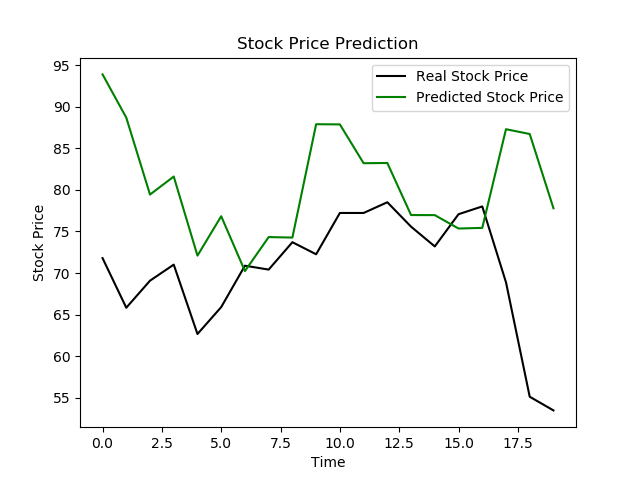 Stock Price Prediction
Real Stock Price
Predicted Stock Price
Stock Price
95
90
85
80
75
70
65
60
55
0.0 2.5 5.0 7.5 10.0 12.5 15.0 17.5
Time